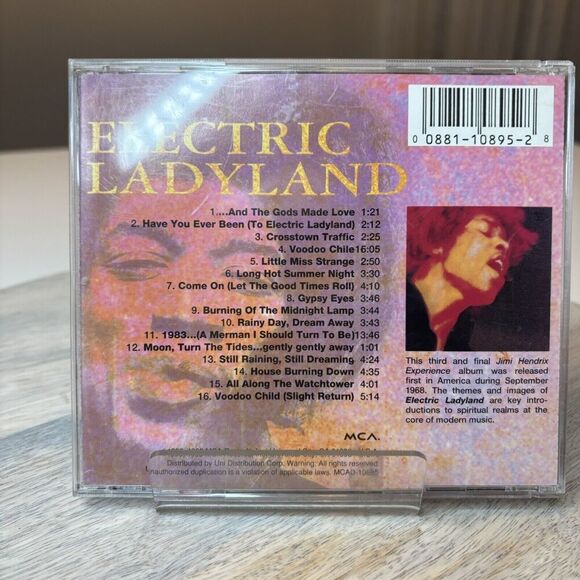 ELECTRIC
LADYLAND
0 0881-10895-2 8
1....And The Gods Made Love 1:21
2. Have You Ever Been (To Electric Ladyland) 2:12
3. Crosstown Traffic 2:25
4. Voodoo Chile 16:05
5. Little Miss Strange 2:50
6. Long Hot Summer Night 3:30
7. Come On (Let The Good Times Roll) 4:10
8. Gypsy Eyes 3:46
9. Burning Of The Midnight Lamp 3:44
10. Rainy Day, Dream Away 3:43
11. 1983...(A Merman I Should Turn To Be) 13:46
12. Moon, Turn The Tides...gently gently away 1:01
13. Still Raining, Still Dreaming 4:24
14. House Burning Down 4:35
15. All Along The Watchtower 4:01
16. Voodoo Child (Slight Return) 5:14
This third and final Jimi Hendrix
Experience album was released
first in America during September
1968. The themes and images of
Electric Ladyland are key intro-
ductions to spiritual realms at the
core of modern music.
MCA.
Distributed by Uni Distribution Corp. Warning. All rights reserved
Unauthorized duplication is a violation of applicable laws. MCAD-10895